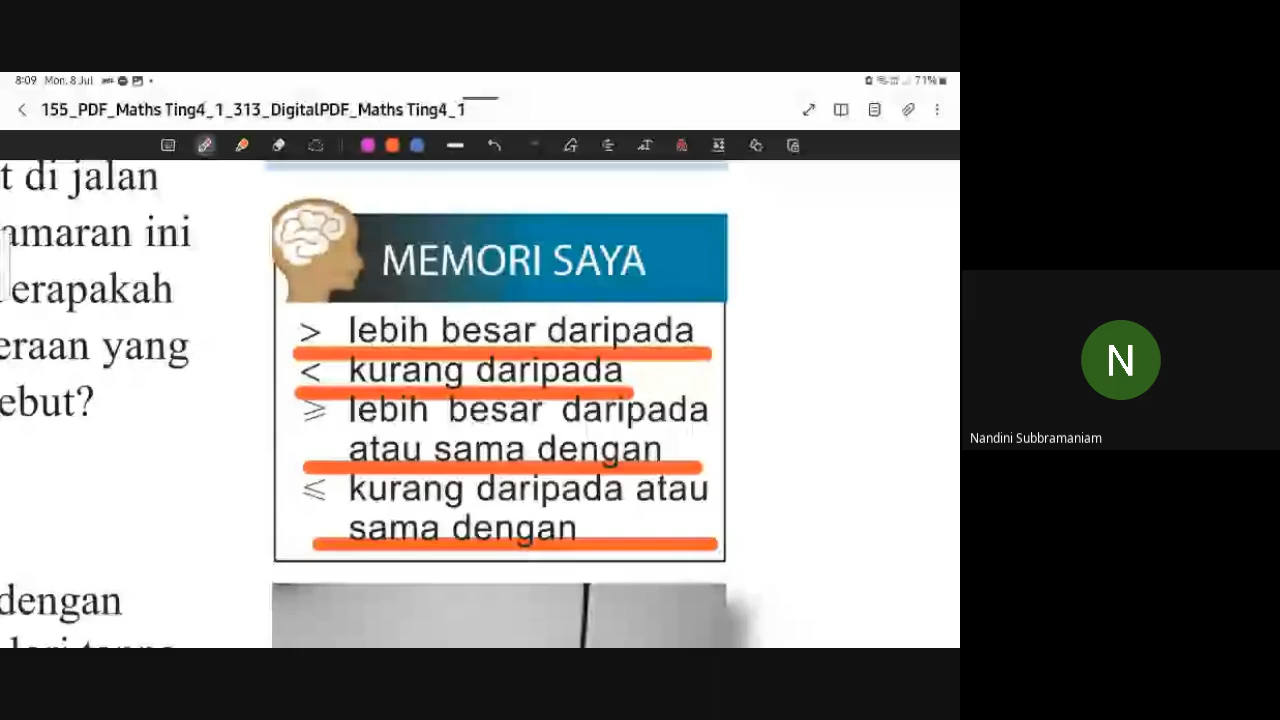 8:09 Mon, 8 Jul
71%
155_PDF_Maths Ting4_1_313_DigitalPDF_Maths Ting4_1
t di jalan
amaran ini
erapakah
eraan yang
ebut?
dengan
MEMORI SAYA
> lebih besar daripada
< kurang daripada
⩾ lebih besar daripada
atau sama dengan
⩽ kurang daripada atau
sama dengan
N
Nandini Subbramaniam